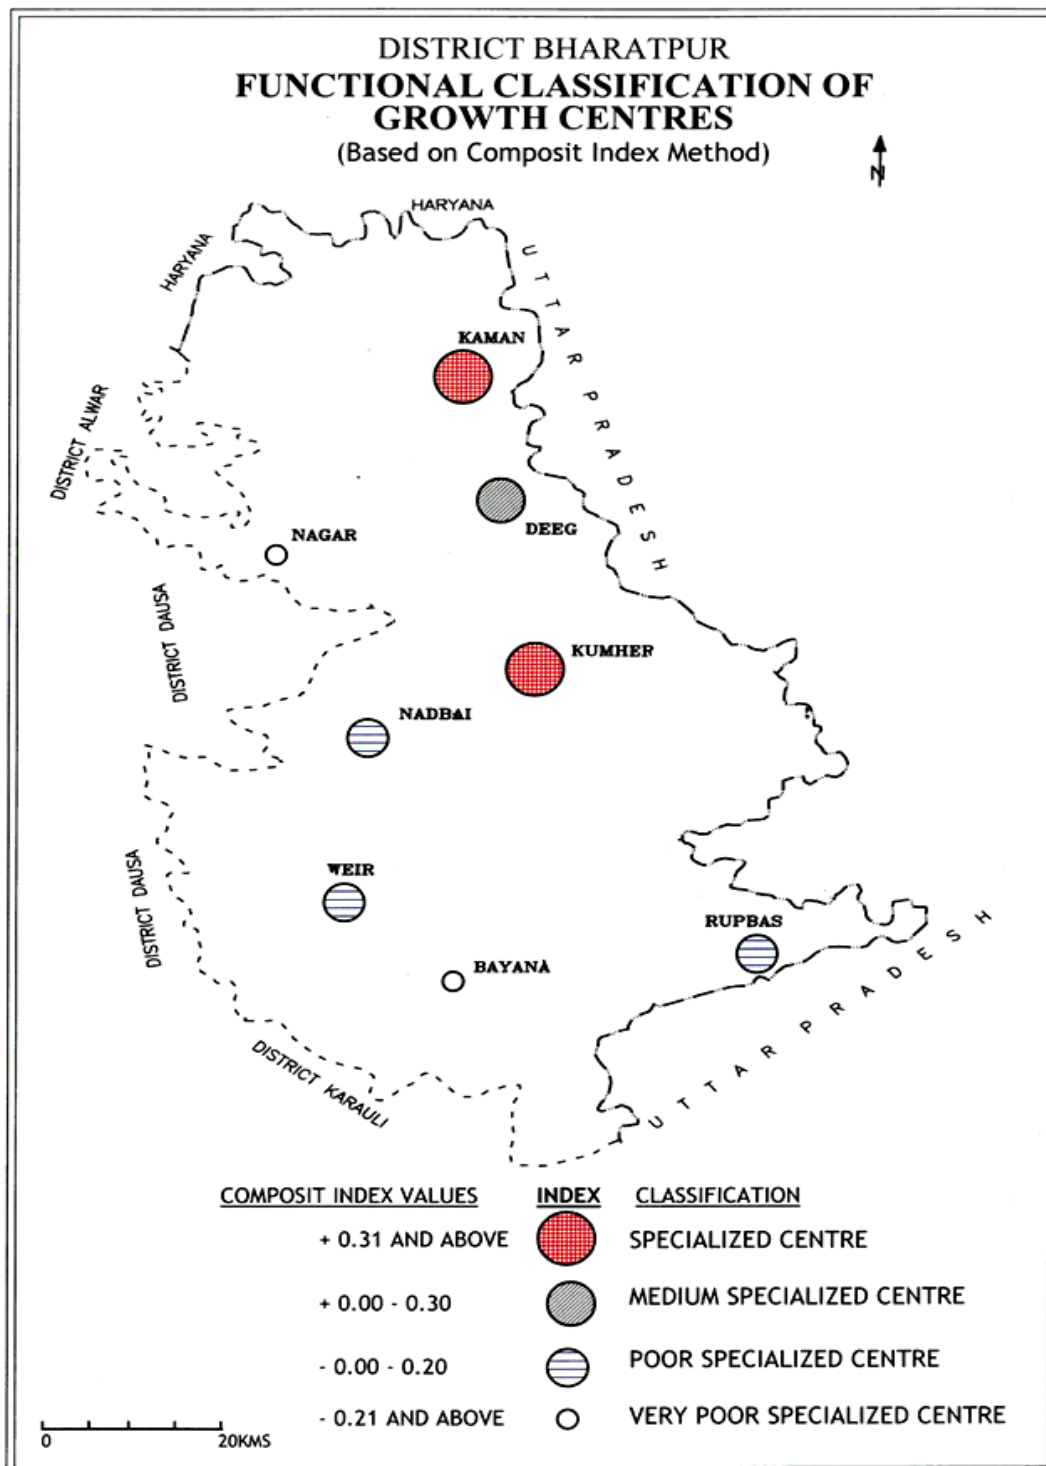 DISTRICT BHARATPUR
FUNCTIONAL CLASSIFICATION OF
GROWTH CENTRES
(Based on Composit Index Method)
N
HARYANA
HARYANA
UTTAR PRADESH
KAMAN
DISTRICT ALWAR
DEEG
NAGAR
DISTRICT DAUSA
KUMHER
NADBAI
DISTRICT DAUSA
WEIR
RUPBAS
BAYANA
UTTAR PRADESH
DISTRICT KARAULI
COMPOSIT INDEX VALUES INDEX CLASSIFICATION
+ 0.31 AND ABOVE SPECIALIZED CENTRE
+ 0.00 - 0.30 MEDIUM SPECIALIZED CENTRE
- 0.00 - 0.20 POOR SPECIALIZED CENTRE
- 0.21 AND ABOVE VERY POOR SPECIALIZED CENTRE
0 20KMS